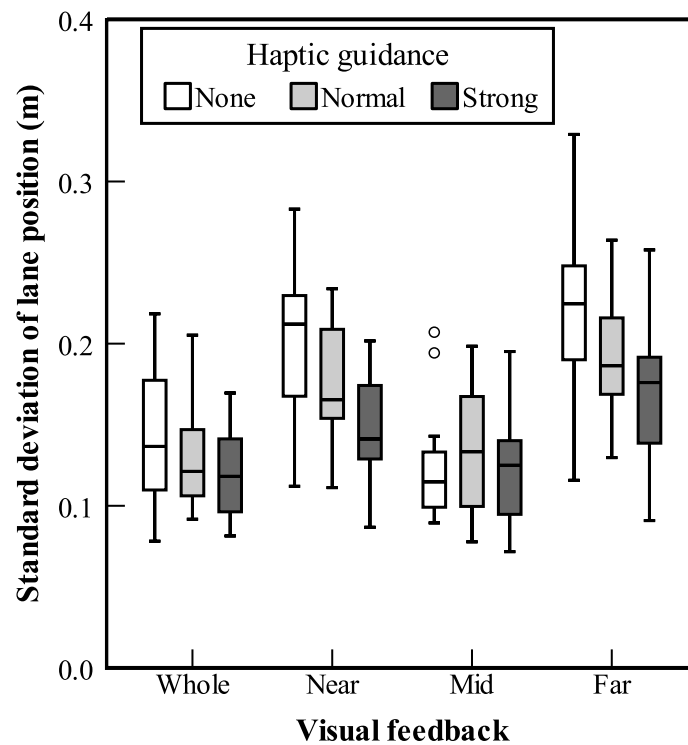 Haptic guidance
None Normal Strong
Standard deviation of lane position (m)
0.4
0.3
0.2
0.1
0.0
Whole Near Mid Far
Visual feedback